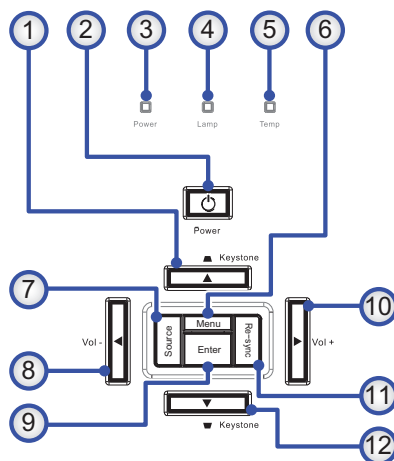 1 2 3 4 5 6
Power Lamp Temp
Power
Keystone
7
Source Menu Re-sync
10
Vol - Enter Vol +
8
9
11
Keystone
12